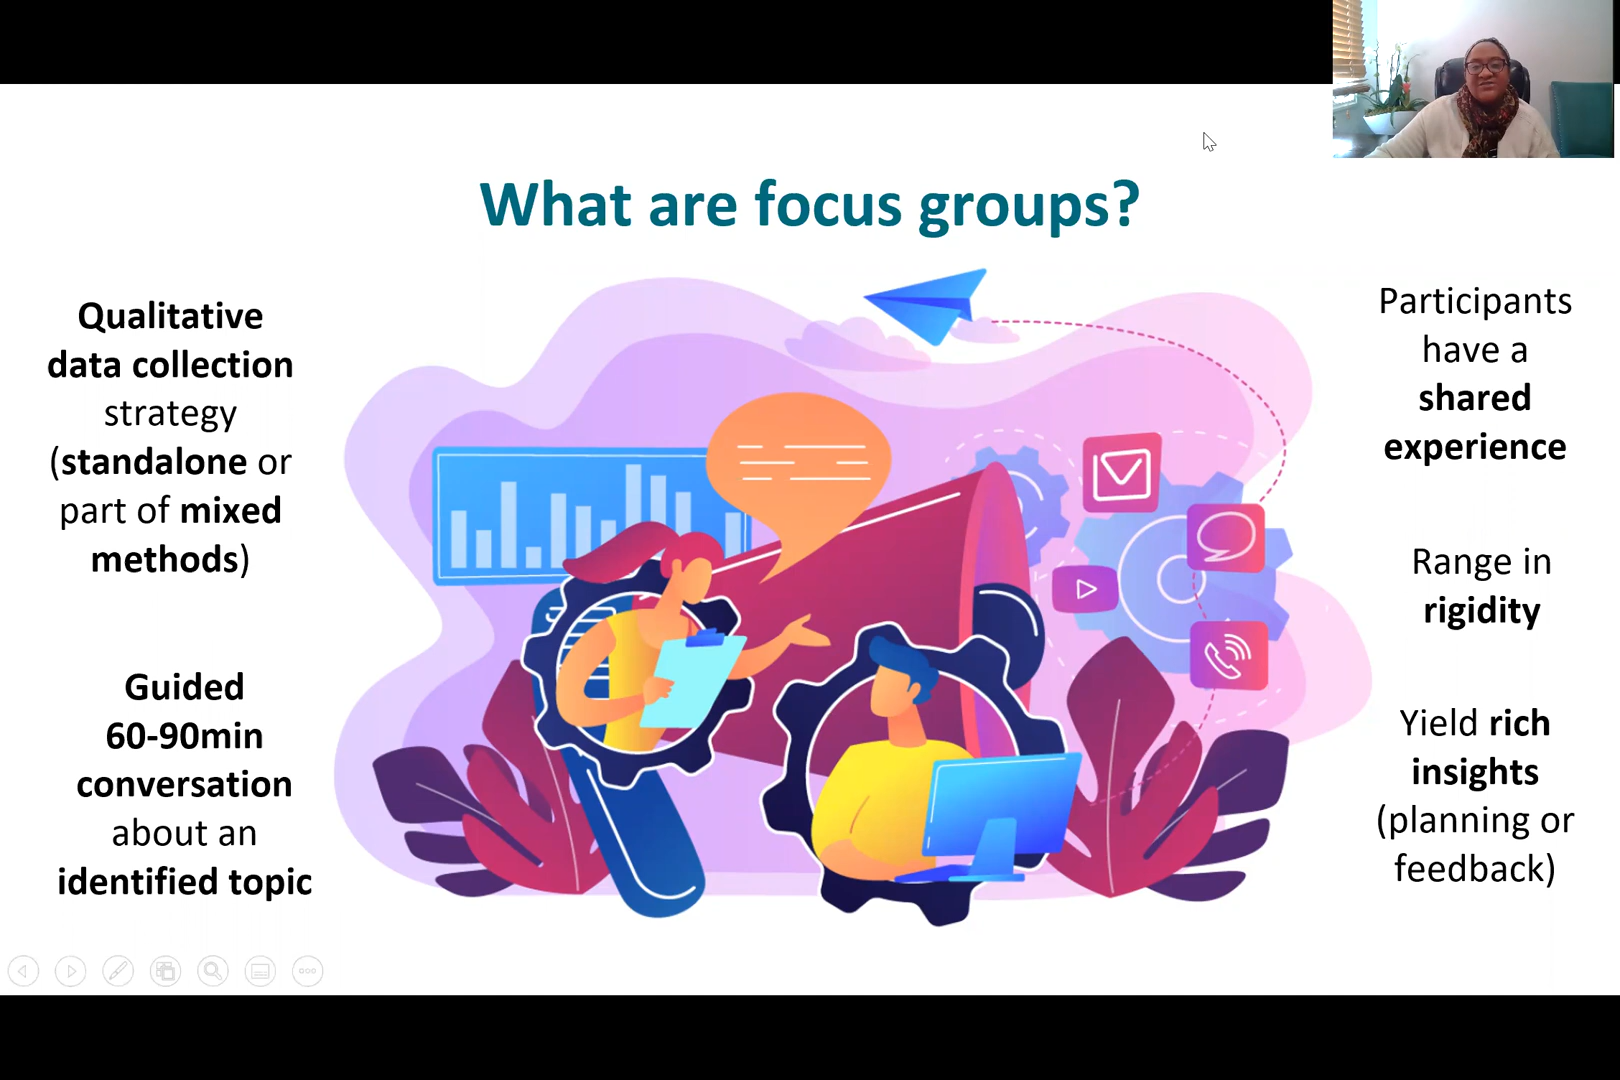 What are focus groups?
Qualitative
data collection
strategy
(standalone or
part of mixed
methods)
Guided
60-90min
conversation
about an
identified topic
Participants
have a
shared
experience
Range in
rigidity
Yield rich
insights
(planning or
feedback)